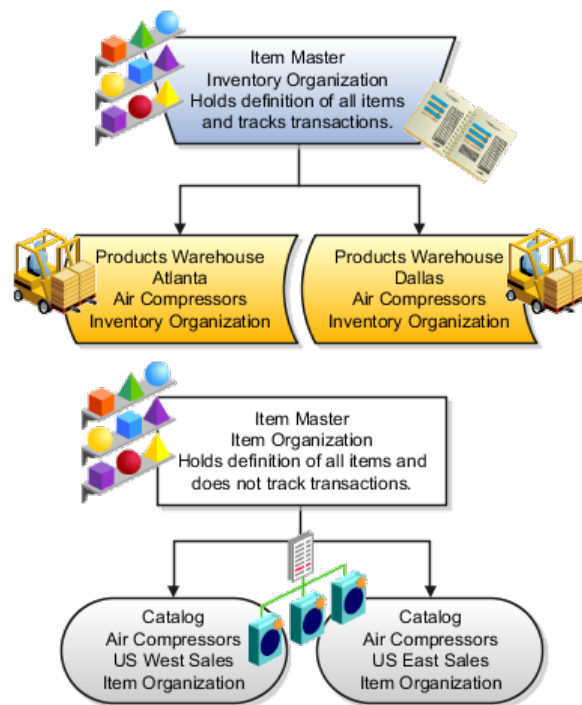 Item Master
Inventory Organization
Holds definition of all items
and tracks transactions.
Products Warehouse
Atlanta
Air Compressors
Inventory Organization
Products Warehouse
Dallas
Air Compressors
Inventory Organization
Item Master
Item Organization
Holds definition of all items and
does not track transactions.
Catalog
Air Compressors
US West Sales
Item Organization
Catalog
Air Compressors
US East Sales
Item Organization